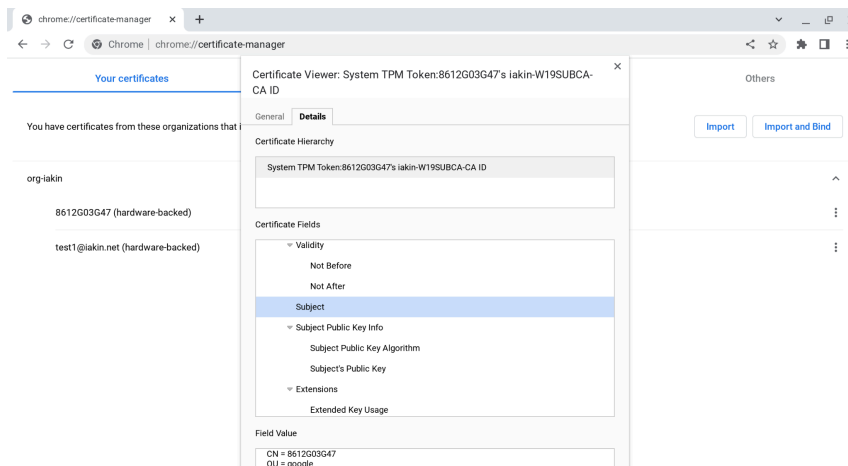 chrome://certificate-manager
Chrome | chrome://certificate-manager
Your certificates
Others
You have certificates from these organizations that i
Import
Import and Bind
org-iakin
8612G03G47 (hardware-backed)
test1@iakin.net (hardware-backed)
Certificate Viewer: System TPM Token:8612G03G47's iakin-W19SUBCA-
CA ID
General
Details
Certificate Hierarchy
System TPM Token:8612G03G47's iakin-W19SUBCA-CA ID
Certificate Fields
Validity
Not Before
Not After
Subject
Subject Public Key Info
Subject Public Key Algorithm
Subject's Public Key
Extensions
Extended Key Usage
Field Value
CN = 8612G03G47
OU = google